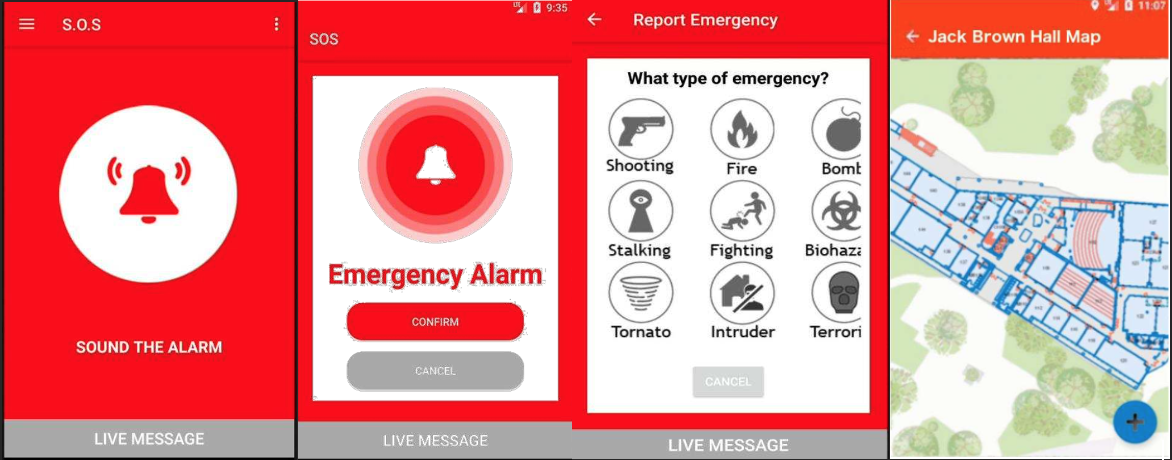 S.O.S
SOUND THE ALARM
LIVE MESSAGE
9:35
SOS
Emergency Alarm
CONFIRM
CANCEL
LIVE MESSAGE
Report Emergency
What type of emergency?
Shooting Fire Bomb
Stalking Fighting Biohaza
Tornato Intruder Terrori
CANCEL
LIVE MESSAGE
11:07
Jack Brown Hall Map